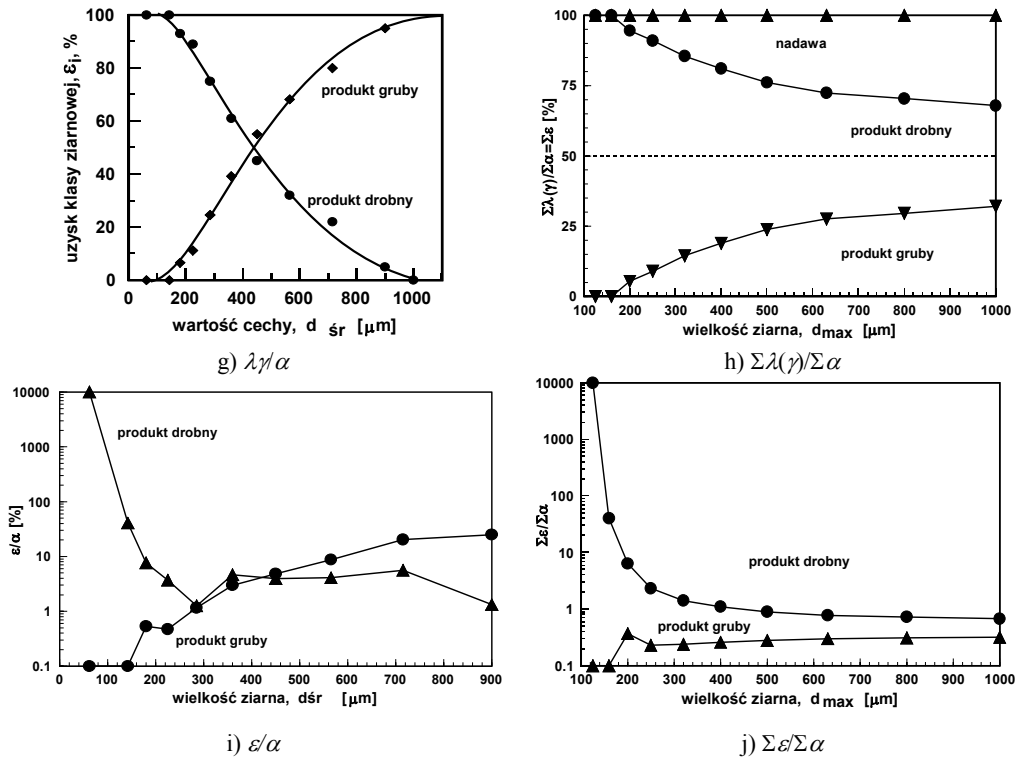 100
80
60
40
20
0
uzysk klasy ziarnowej, εi, %
produkt gruby
produkt drobny
0 200 400 600 800 1000
wartość cechy, d śr [μm]
g) λγ/α
100
75
50
25
0
Σλ(γ)/Σα=Σε [%]
nadawa
produkt drobny
produkt gruby
100 200 300 400 500 600 700 800 900 1000
wielkość ziarna, dmax [μm]
h) Σλ(γ)/Σα
10000
1000
100
10
1
0.1
ε/α [%]
produkt drobny
produkt gruby
0 100 200 300 400 500 600 700 800 900
wielkość ziarna, dśr [μm]
i) ε/α
10000
1000
100
10
1
0.1
Σε/Σα
produkt drobny
produkt gruby
100 200 300 400 500 600 700 800 900 1000
wielkość ziarna, dmax [μm]
j) Σε/Σα